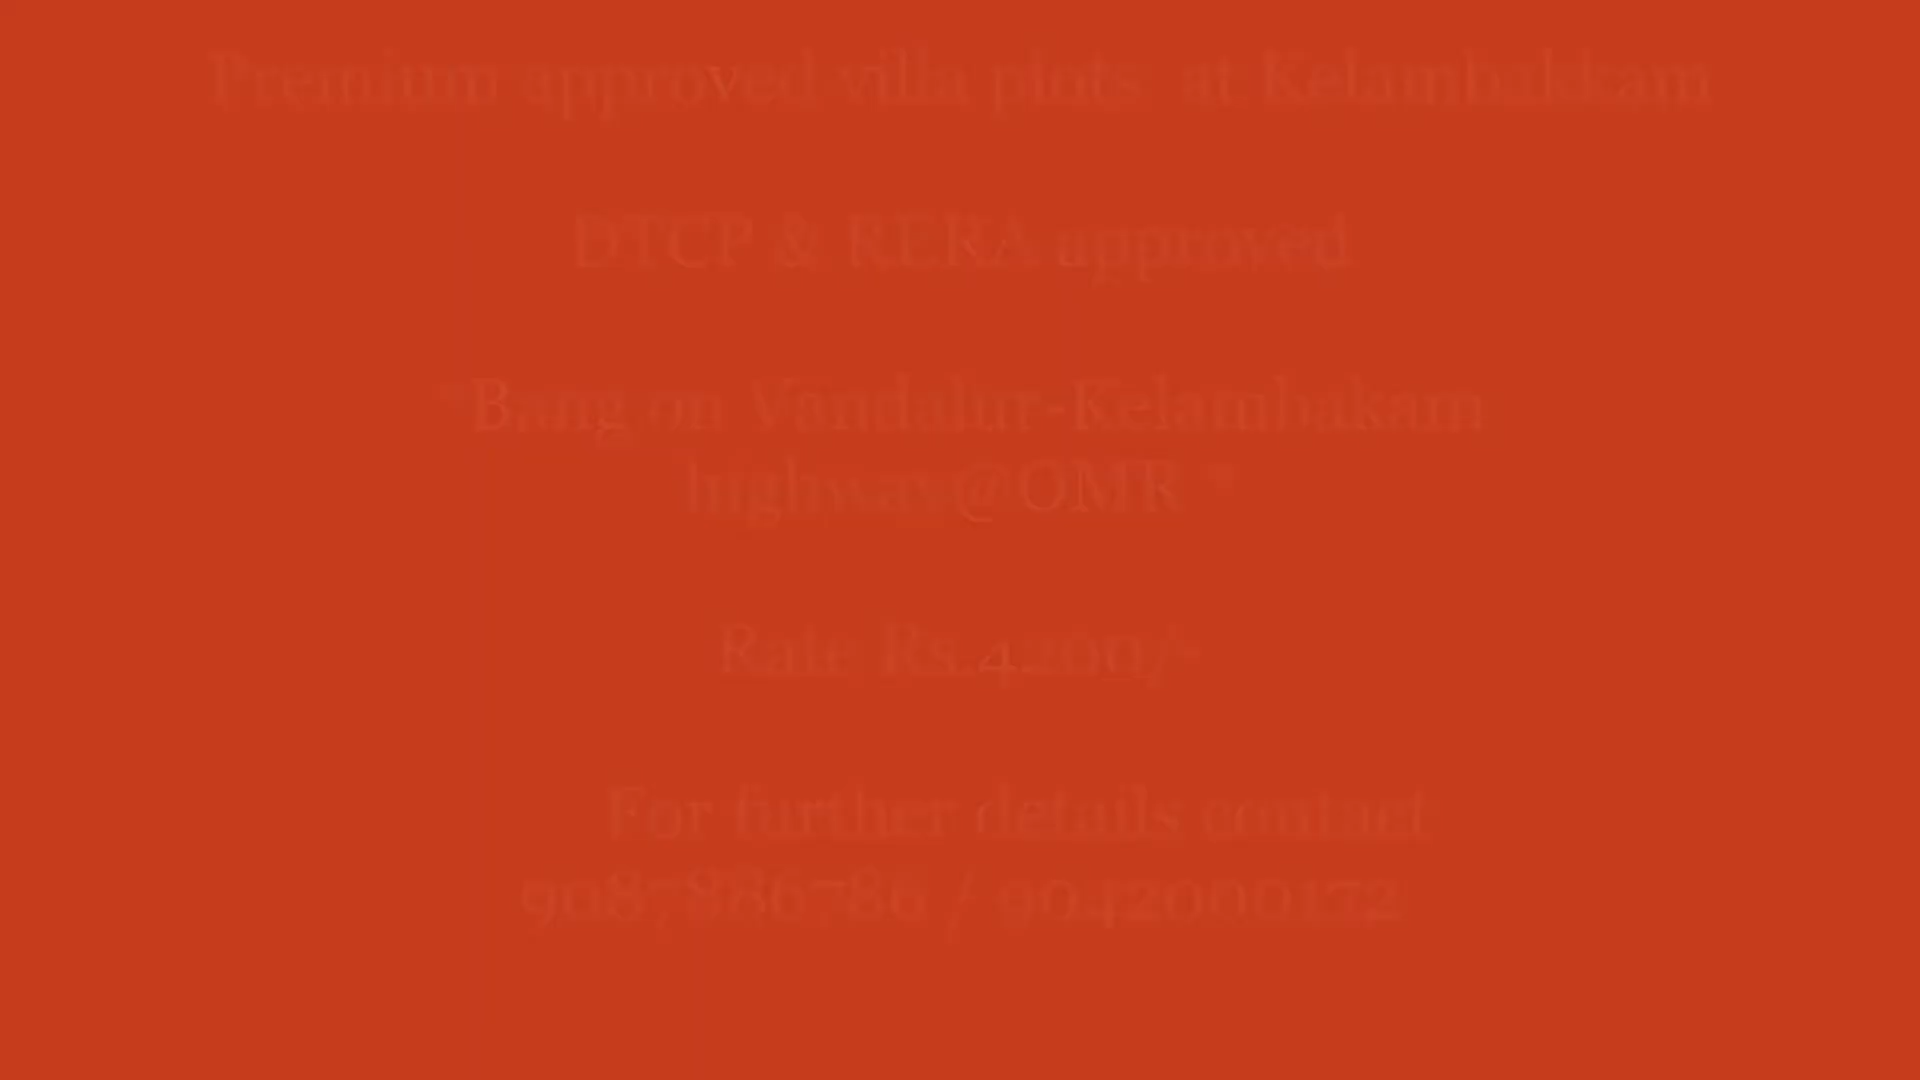 Premium approved villa plots at Kelambakkam
DTCP & RERA approved
"Bang on Vandalur-Kelambakam
highway@OMR "
Rate Rs.4200/-
For further details contact
9087886786 / 9042000172